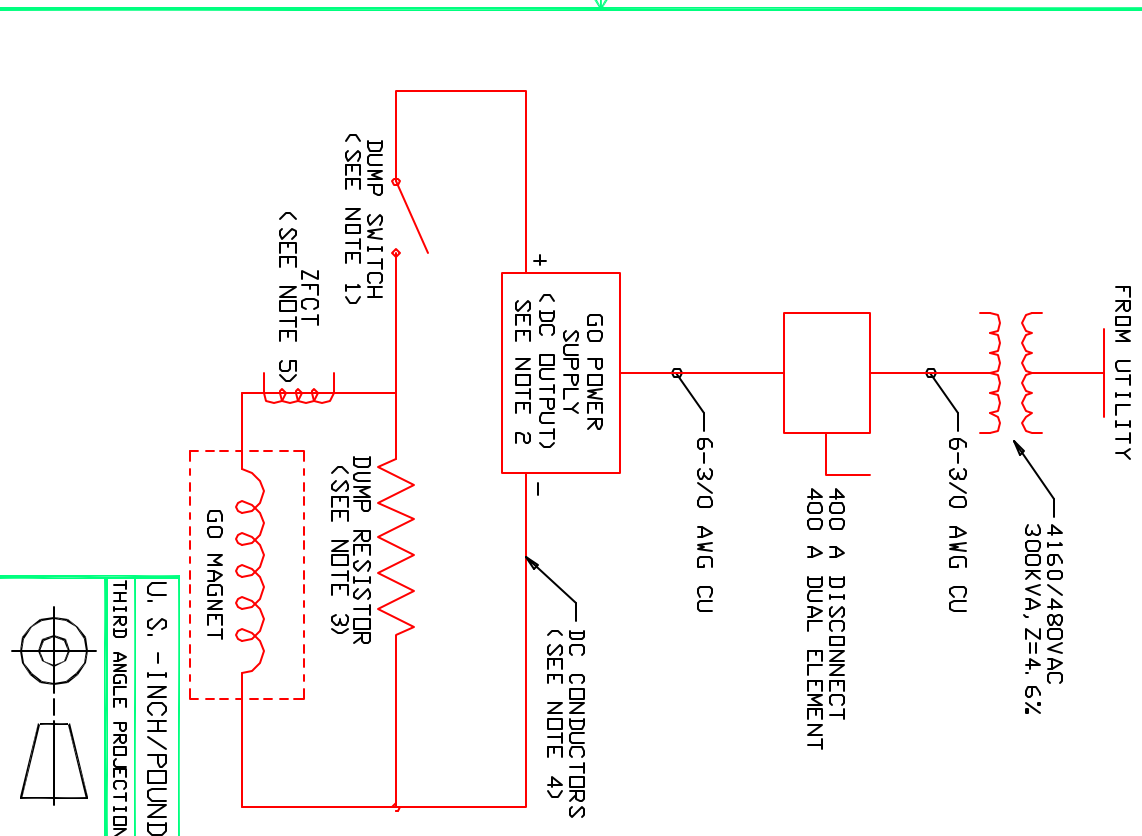 FROM UTILITY
4160/480VAC
300KVA, Z=4.6%
6-3/0 AWG CU
400 A DISCONNECT
400 A DUAL ELEMENT
6-3/0 AWG CU
+
GO POWER
SUPPLY
(DC OUTPUT)
SEE NOTE 2
-
DC CONDUCTORS
(SEE NOTE 4)
DUMP SWITCH
(SEE NOTE 1)
DUMP RESISTOR
(SEE NOTE 3)
ZFCT
(SEE NOTE 5)
GO MAGNET
U. S. - INCH/POUND
THIRD ANGLE PROJECTION